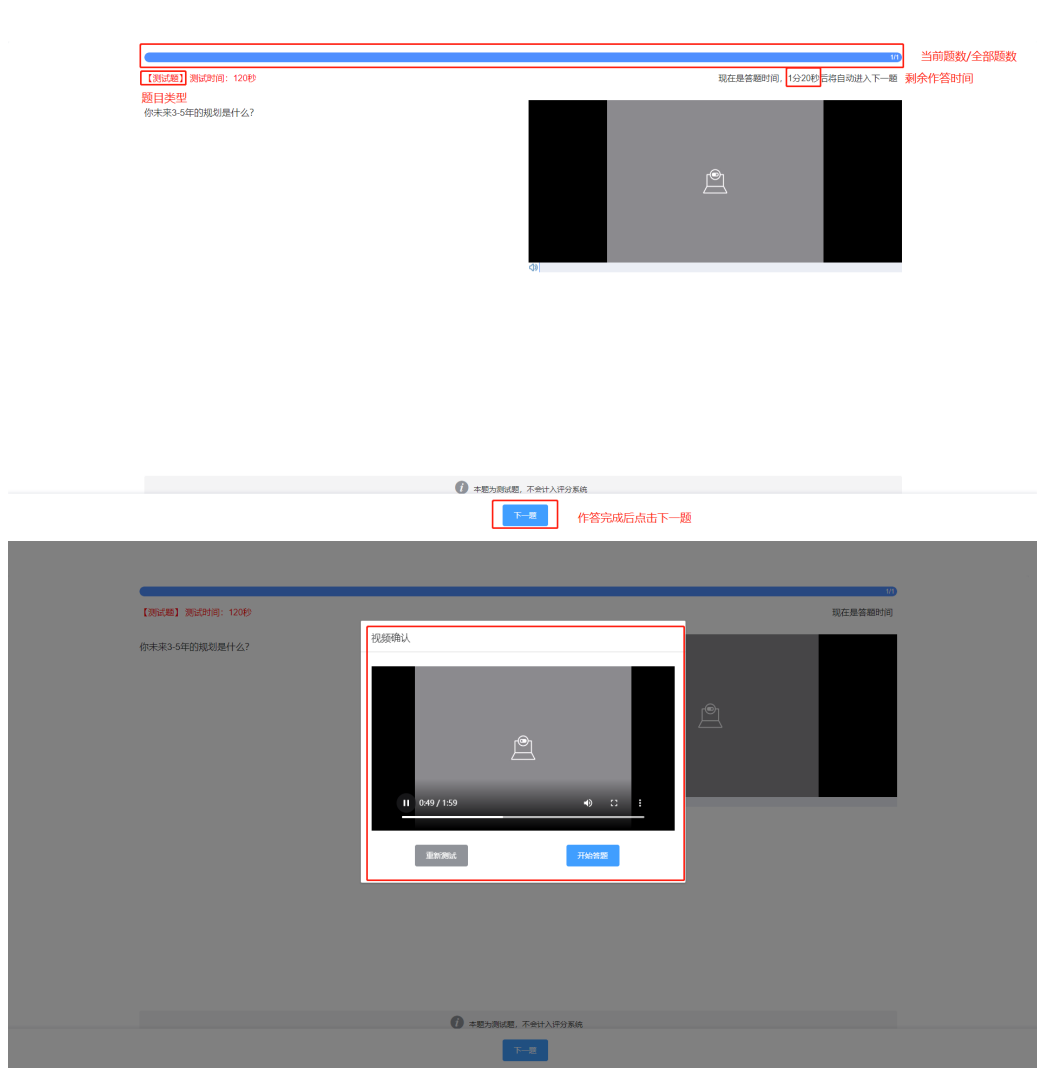 1/1
当前题数/全部题数
【测试题】 测试时间：120秒
现在是答题时间，1分20秒后将自动进入下一题
剩余作答时间
题目类型
你未来3-5年的规划是什么？
本题为测试题，不会计入评分系统
下一题
作答完成后点击下一题
1/1
【测试题】 测试时间：120秒
现在是答题时间
视频确认
你未来3-5年的规划是什么？
0:49 / 1:59
重新测试
开始答题
本题为测试题，不会计入评分系统
下一题